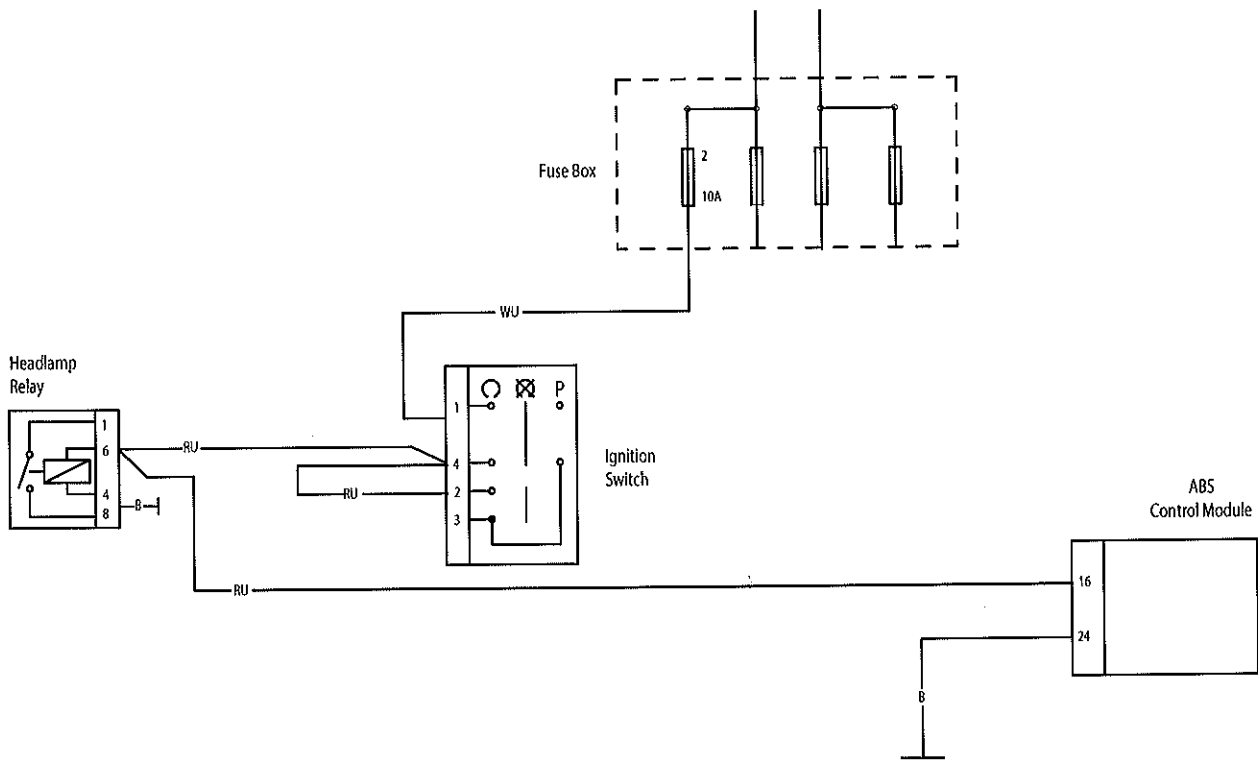 Fuse Box
2
10A
WU
Headlamp
Relay
1
6
4
8
RU
B
RU
1
4
2
3
P
Ignition
Switch
RU
ABS
Control Module
16
24
B